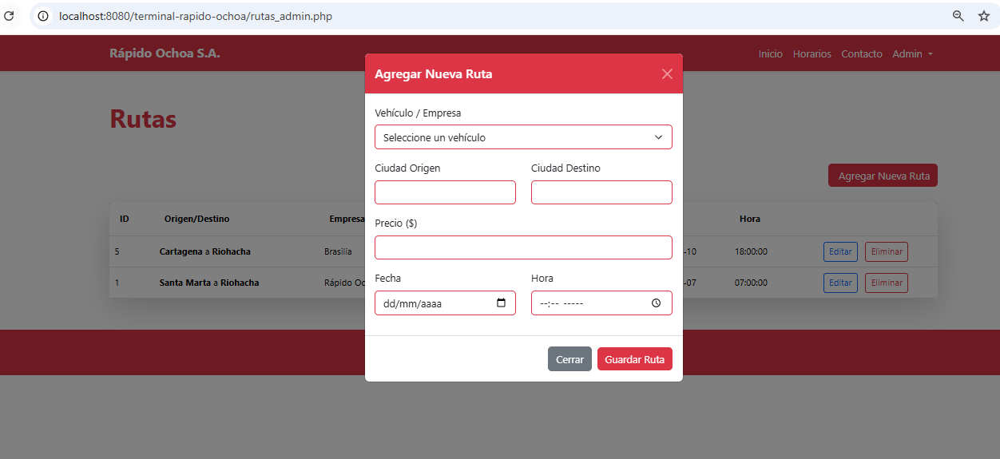 localhost:8080/terminal-rapido-ochoa/rutas_admin.php
Rápido Ochoa S.A.
Inicio Horarios Contacto Admin
Agregar Nueva Ruta
Vehículo / Empresa
Seleccione un vehículo
Ciudad Origen Ciudad Destino
Precio ($)
Fecha Hora
dd/mm/aaaa --:-- -----
Cerrar Guardar Ruta
Rutas
Agregar Nueva Ruta
ID Origen/Destino Empresa Hora
5 Cartagena a Riohacha Brasilia -10 18:00:00 Editar Eliminar
1 Santa Marta a Riohacha Rápido Oc -07 07:00:00 Editar Eliminar